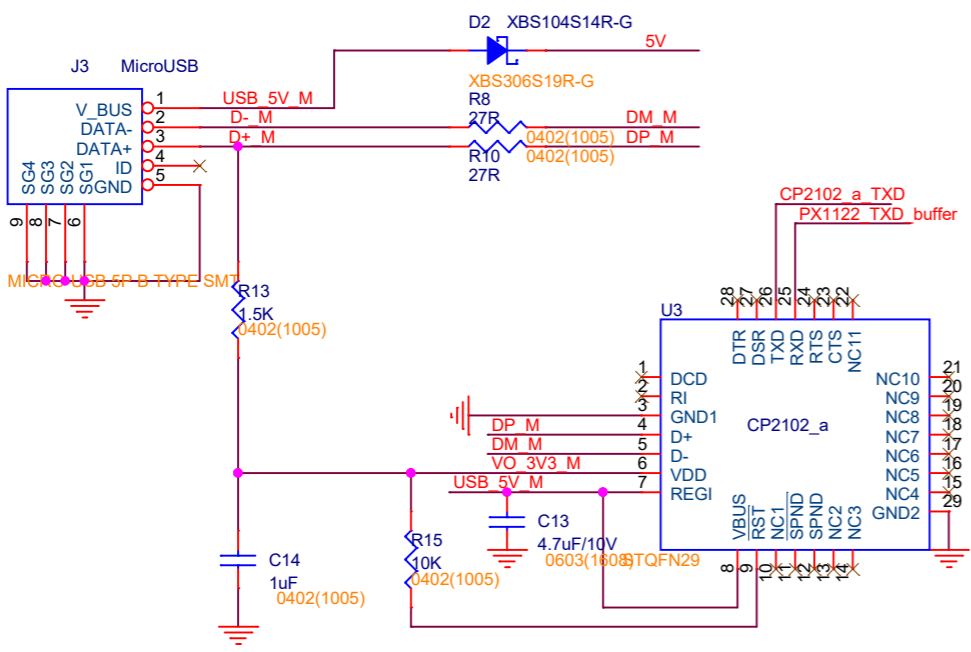 D2 XBS104S14R-G
5V
XBS306S19R-G
J3 MicroUSB
V_BUS
DATA-
DATA+
ID
SGND
SG4
SG3
SG2
SG1
1
2
3
4
5
9
8
7
6
USB_5V_M
D-_M
D+_M
R8
27R
0402(1005)
DM_M
R10
27R
0402(1005)
DP_M
MICRO USB 5P B TYPE SMT
R13
1.5K
0402(1005)
CP2102_a_TXD
PX1122_TXD_buffer
28
27
26
25
24
23
22
U3
DTR
DSR
TXD
RXD
RTS
CTS
NC11
1
2
3
4
5
6
7
DCD
RI
GND1
D+
D-
VDD
REGI
CP2102_a
NC10
NC9
NC8
NC7
NC6
NC5
NC4
GND2
21
20
19
18
17
16
15
29
DP_M
DM_M
VO_3V3_M
USB_5V_M
VBUS
RST
NC1
SPND
SPND
NC2
NC3
8
9
10
11
12
13
14
C13
4.7uF/10V
0603(1608)
STQFN29
R15
10K
0402(1005)
C14
1uF
0402(1005)